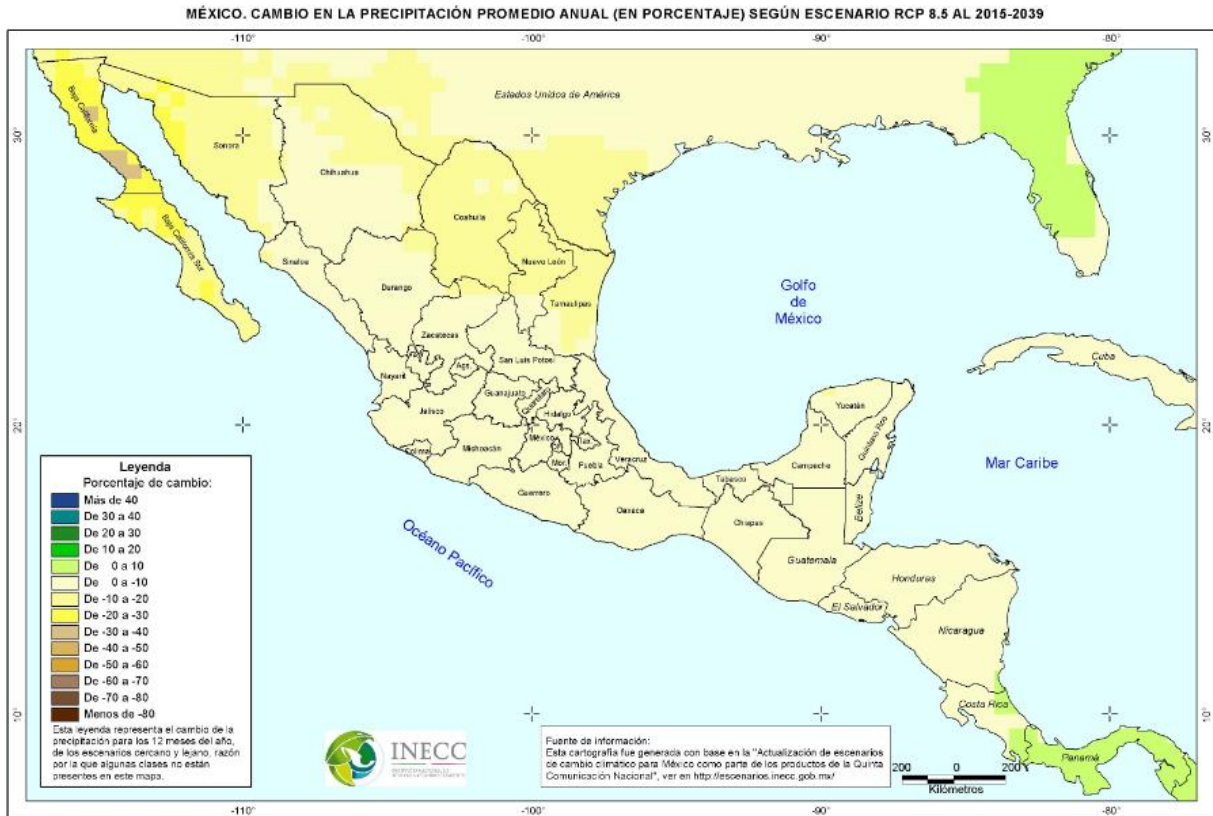 MÉXICO. CAMBIO EN LA PRECIPITACIÓN PROMEDIO ANUAL (EN PORCENTAJE) SEGÚN ESCENARIO RCP 8.5 AL 2015-2039
-110°
-100°
-90°
-80°
30°
30°
20°
20°
10°
10°
Estados Unidos de América
Baja California
Sonora
Chihuahua
Coahuila
Baja California Sur
Sinaloa
Nuevo León
Durango
Tamaulipas
Zacatecas
San Luis Potosí
Nayarit
Ags.
Guanajuato
Querétaro
Hidalgo
Jalisco
México
Tlax.
Colima
Michoacán
Mor.
Puebla
Veracruz
Guerrero
Oaxaca
Tabasco
Chiapas
Campeche
Yucatán
Quintana Roo
Golfo
de
México
Cuba
Mar Caribe
Océano Pacífico
Belize
Guatemala
Honduras
El Salvador
Nicaragua
Costa Rica
Panamá
Leyenda
Porcentaje de cambio:
Más de 40
De 30 a 40
De 20 a 30
De 10 a 20
De 0 a 10
De 0 a -10
De -10 a -20
De -20 a -30
De -30 a -40
De -40 a -50
De -50 a -60
De -60 a -70
De -70 a -80
Menos de -80
Esta leyenda representa el cambio de la
precipitación para los 12 meses del año,
de los escenarios cercano y lejano, razón
por la que algunas clases no están
presentes en este mapa.
INECC
Fuente de información:
Esta cartografía fue generada con base en la "Actualización de escenarios
de cambio climático para México como parte de los productos de la Quinta
Comunicación Nacional", ver en http://escenarios.inecc.gob.mx/
200 0 200
Kilómetros
-110°
-100°
-90°
-80°